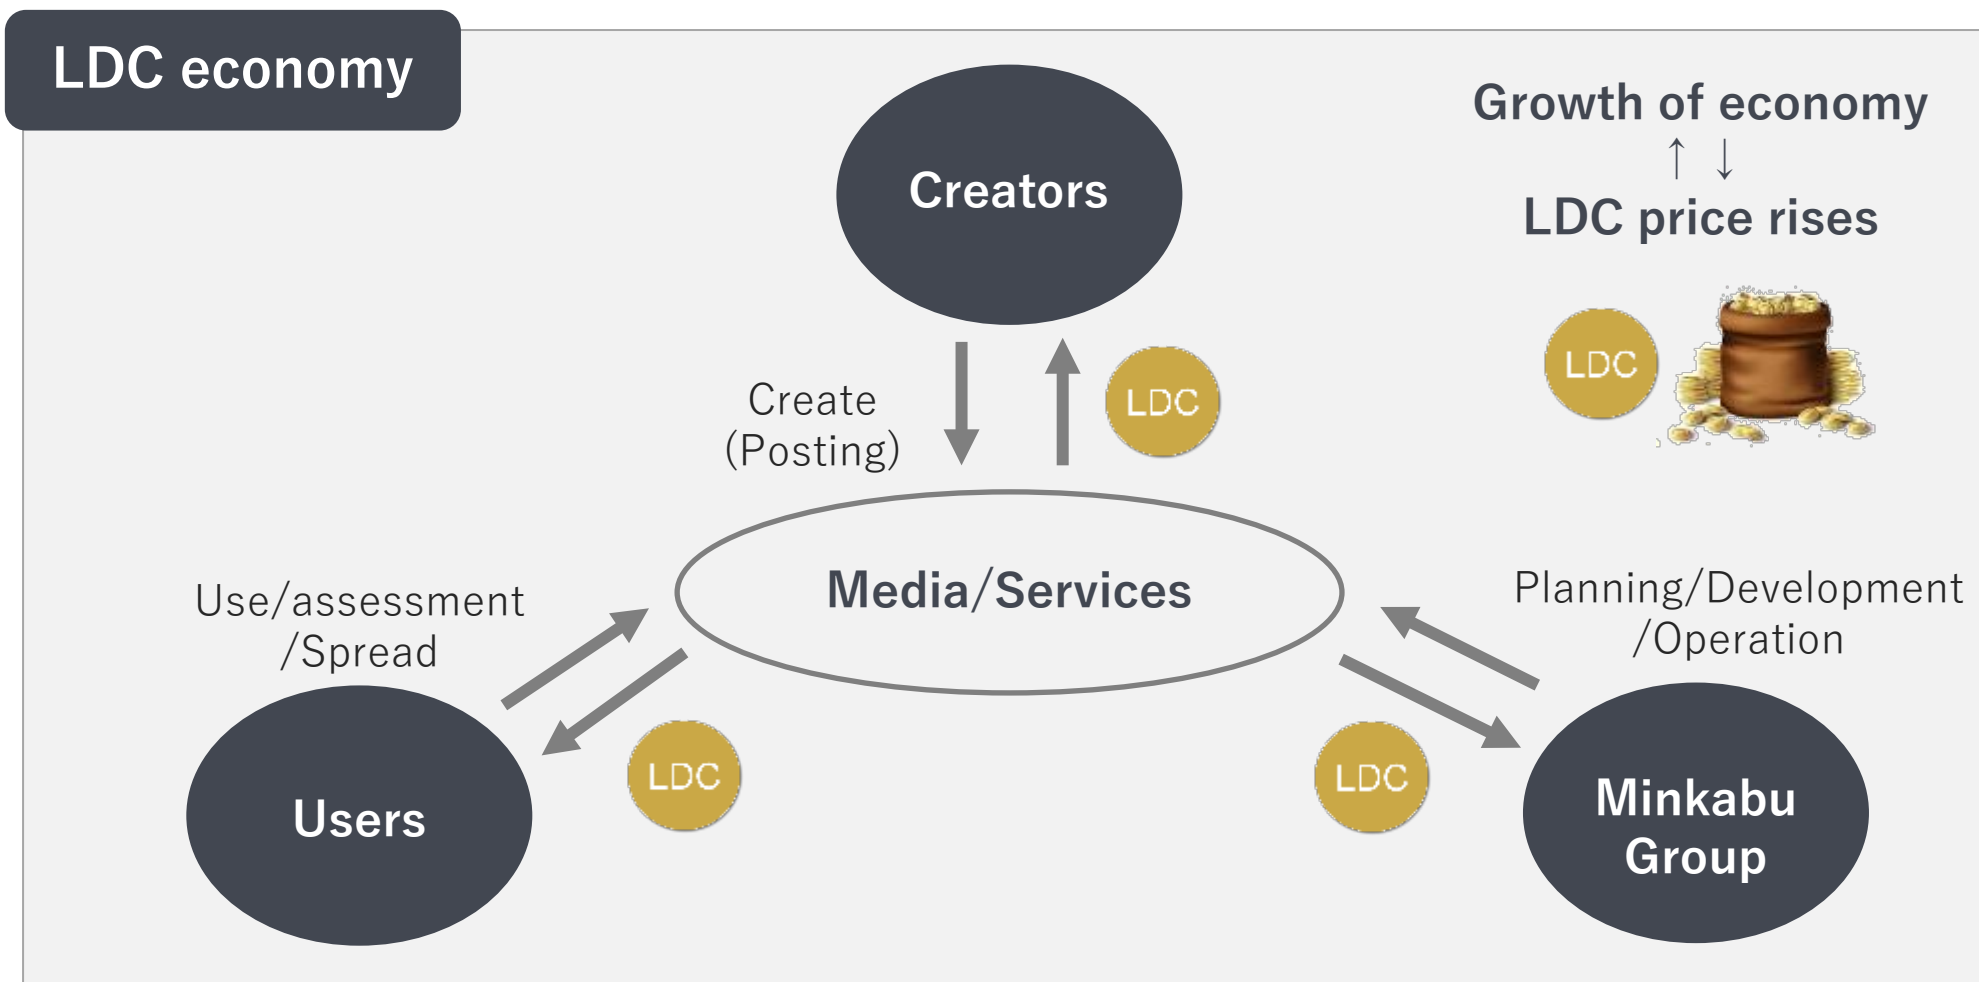 LDC economy
Creators
Growth of economy
↑ ↓
LDC price rises
LDC
Create
(Posting)
LDC
Media/Services
Use/assessment
/Spread
Planning/Development
/Operation
Users
LDC
LDC
Minkabu
Group